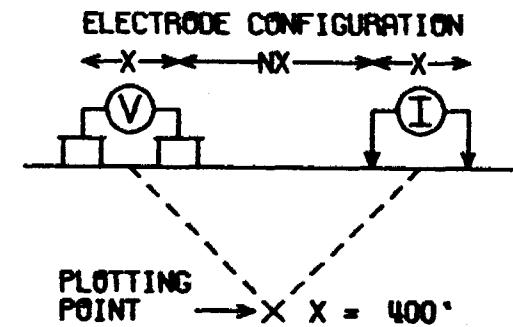 ELECTRODE CONFIGURATION
X NX X
V I
PLOTTING
POINT X X = 400'